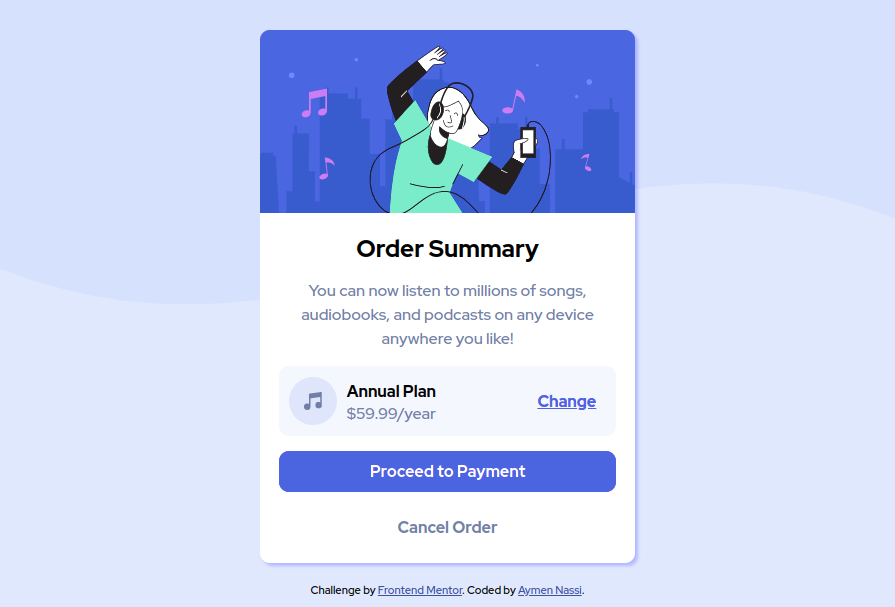 Order Summary
You can now listen to millions of songs,
audiobooks, and podcasts on any device
anywhere you like!
Annual Plan
$59.99/year
Change
Proceed to Payment
Cancel Order
Challenge by Frontend Mentor. Coded by Aymen Nassi.